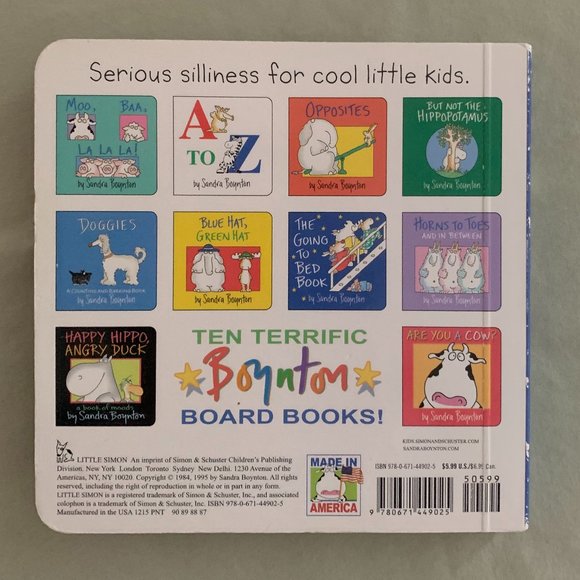 Serious silliness for cool little kids.
MOO, BAA,
LA LA LA!
by Sandra Boynton
A
TO Z
by Sandra Boynton
OPPOSITES
by Sandra Boynton
BUT NOT THE
HIPPOPOTAMUS
by Sandra Boynton
DOGGIES
A COUNTING AND BARKING BOOK
by Sandra Boynton
BLUE HAT,
GREEN HAT
by Sandra Boynton
THE
GOING
TO
BED
BOOK
by Sandra Boynton
HORNS TO TOES
AND IN BETWEEN
by Sandra Boynton
HAPPY HIPPO,
ANGRY DUCK
a book of moods
by Sandra Boynton
TEN TERRIFIC
Boynton
BOARD BOOKS!
ARE YOU A COW?
by Sandra Boynton
KIDS.SIMONANDSCHUSTER.COM
SANDRABOYNTON.COM
LITTLE SIMON An imprint of Simon & Schuster Children's Publishing
Division. New York London Toronto Sydney New Delhi. 1230 Avenue of the
Americas, NY, NY 10020. Copyright © 1984, 1995 by Sandra Boynton. All rights
reserved, including the right of reproduction in whole or in part in any form.
LITTLE SIMON is a registered trademark of Simon & Schuster, Inc., and associated
colophon is a trademark of Simon & Schuster, Inc. ISBN 978-0-671-44902-5
Manufactured in the USA 1215 PNT 90 89 88 87
MADE IN
AMERICA
ISBN 978-0-671-44902-5 $5.99 U.S./$6.95 Can.
50599
9 780671 449025